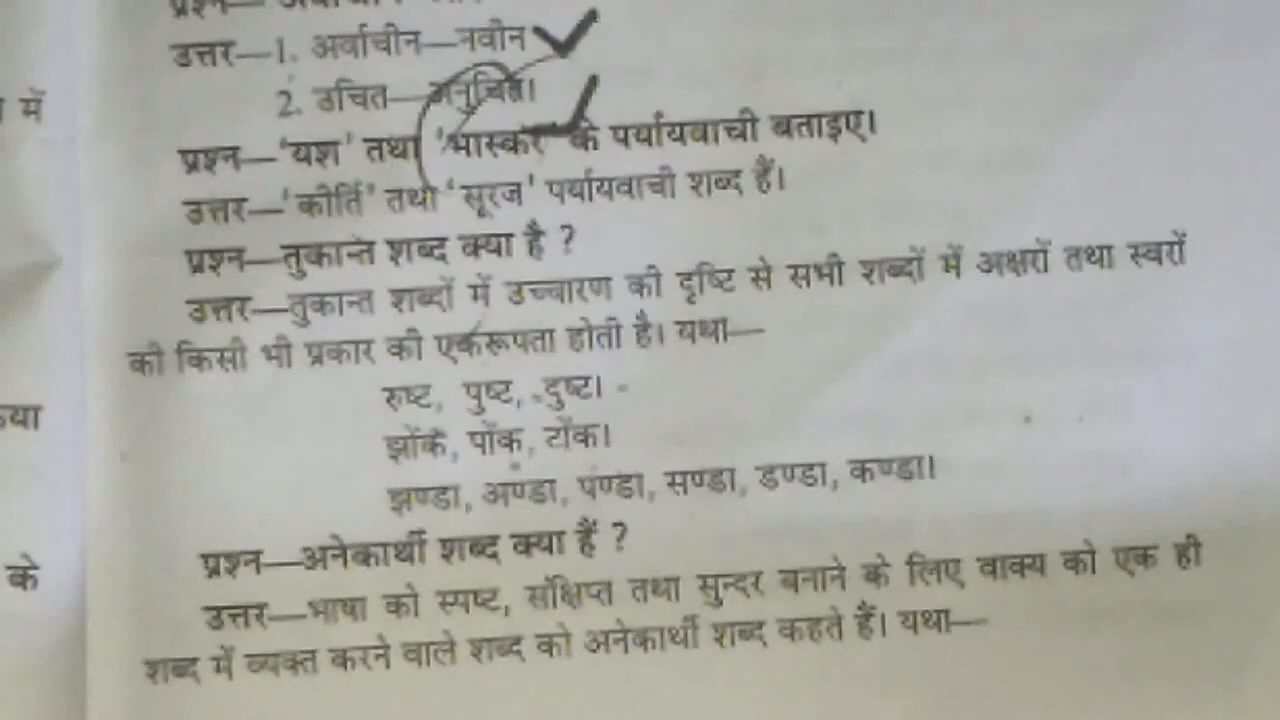 प्रश्न—
उत्तर—1. अर्वाचीन—नवीन
2. उचित—अनुचित।
में
प्रश्न—'यश' तथा 'भास्कर' के पर्यायवाची बताइए।
उत्तर—'कीर्ति' तथा 'सूरज' पर्यायवाची शब्द हैं।
प्रश्न—तुकान्त शब्द क्या है ?
उत्तर—तुकान्त शब्दों में उच्चारण की दृष्टि से सभी शब्दों में अक्षरों तथा स्वरों
की किसी भी प्रकार की एकरूपता होती है। यथा—
रुष्ट, पुष्ट, दुष्ट।
झोंक, पोंक, टोंक।
झण्डा, अण्डा, पण्डा, सण्डा, डण्डा, कण्डा।
प्रश्न—अनेकार्थी शब्द क्या हैं ?
के
उत्तर—भाषा को स्पष्ट, संक्षिप्त तथा सुन्दर बनाने के लिए वाक्य को एक ही
शब्द में व्यक्त करने वाले शब्द को अनेकार्थी शब्द कहते हैं। यथा—